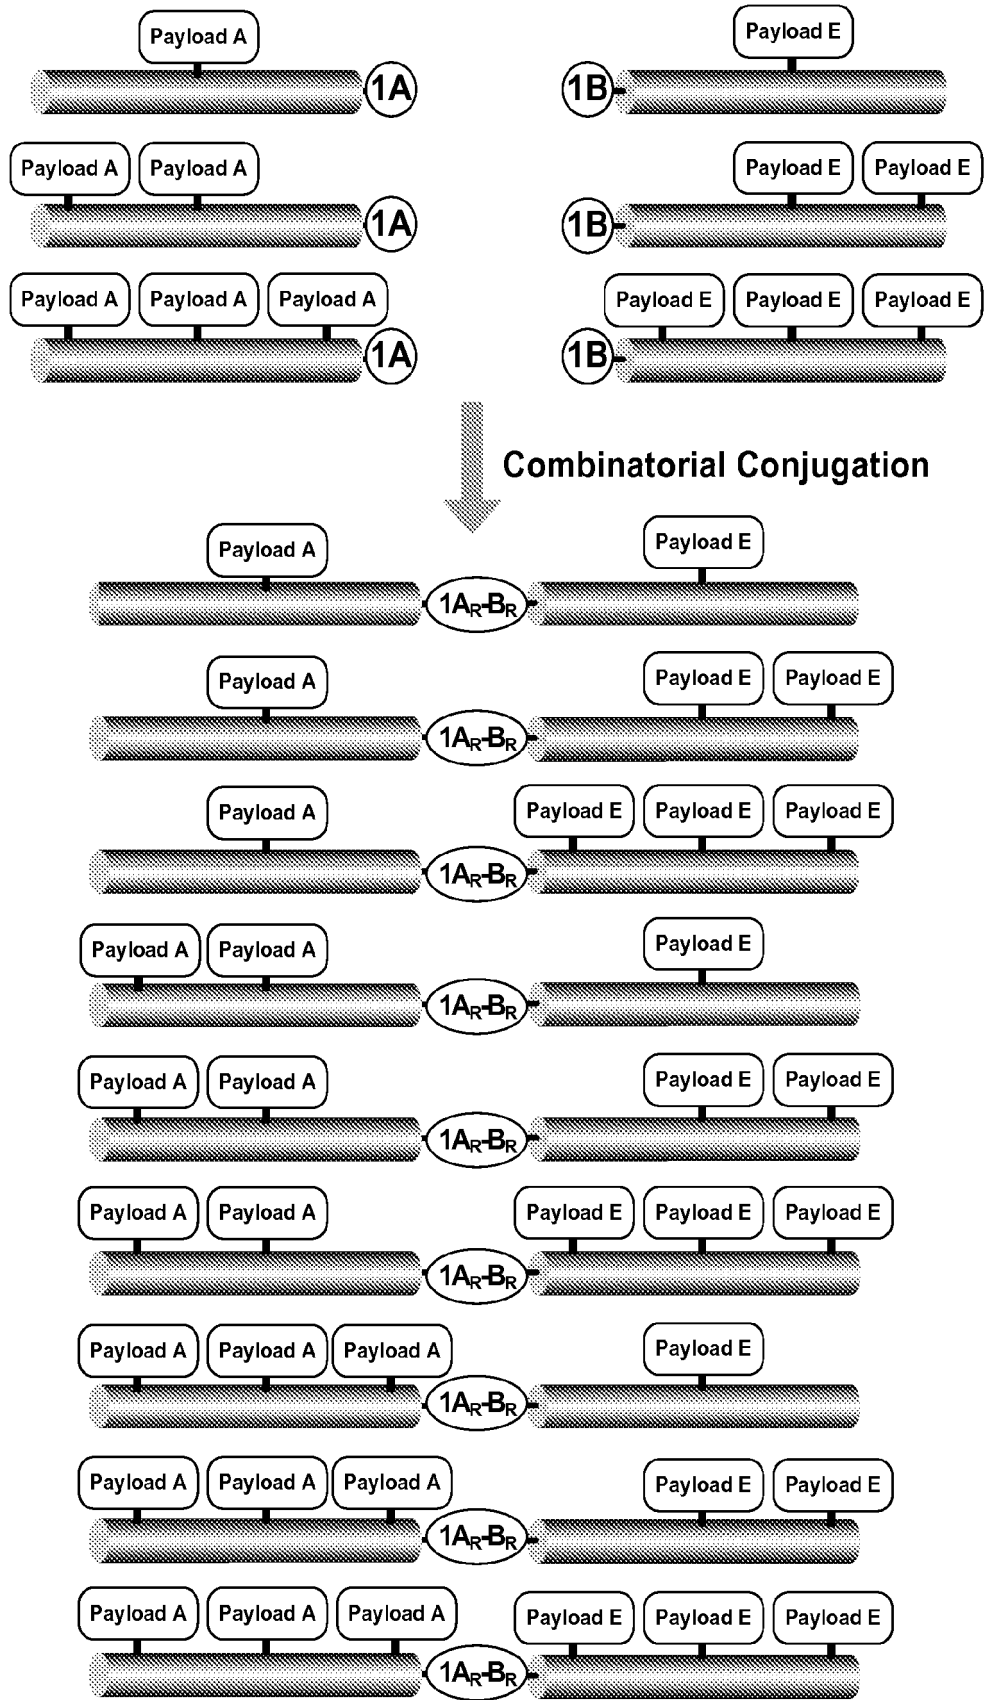 Payload A Payload E
1A 1B
Payload A Payload A Payload E Payload E
1A 1B
Payload A Payload A Payload A Payload E Payload E Payload E
1A 1B
Combinatorial Conjugation
Payload A Payload E
1AR-BR
Payload A Payload E Payload E
1AR-BR
Payload A Payload E Payload E Payload E
1AR-BR
Payload A Payload A Payload E
1AR-BR
Payload A Payload A Payload E Payload E
1AR-BR
Payload A Payload A Payload E Payload E Payload E
1AR-BR
Payload A Payload A Payload A Payload E
1AR-BR
Payload A Payload A Payload A Payload E Payload E
1AR-BR
Payload A Payload A Payload A Payload E Payload E Payload E
1AR-BR